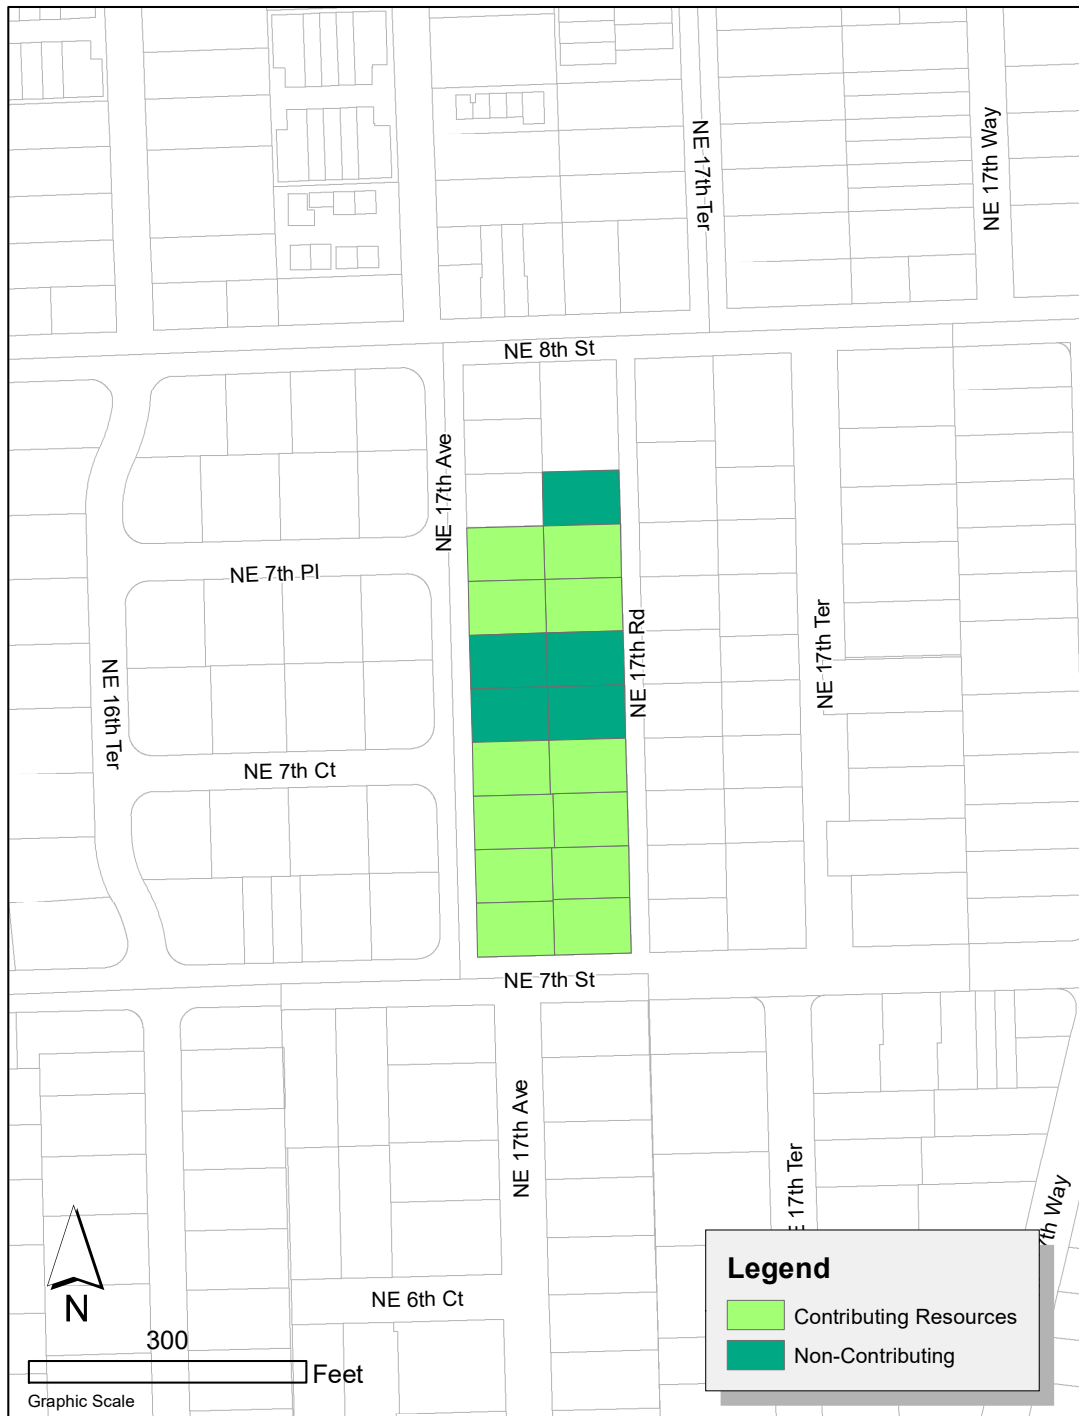 NE 17th Ter
NE 17th Way
NE 8th St
NE 17th Ave
NE 7th Pl
NE 17th Rd
NE 17th Ter
NE 16th Ter
NE 7th Ct
NE 7th St
NE 17th Ave
E 17th Ter
7th Way
NE 6th Ct
N
300
Feet
Graphic Scale
Legend
Contributing Resources
Non-Contributing